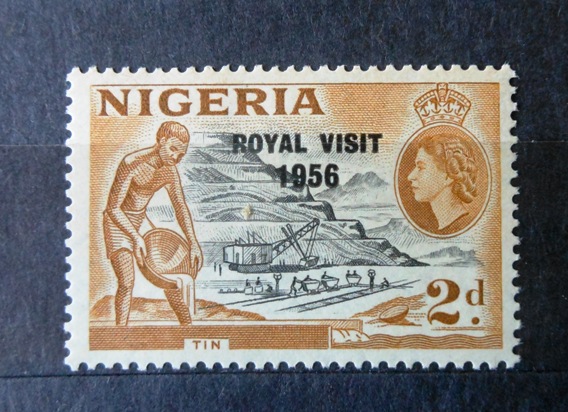 NIGERIA
ROYAL VISIT
1956
2d
TIN